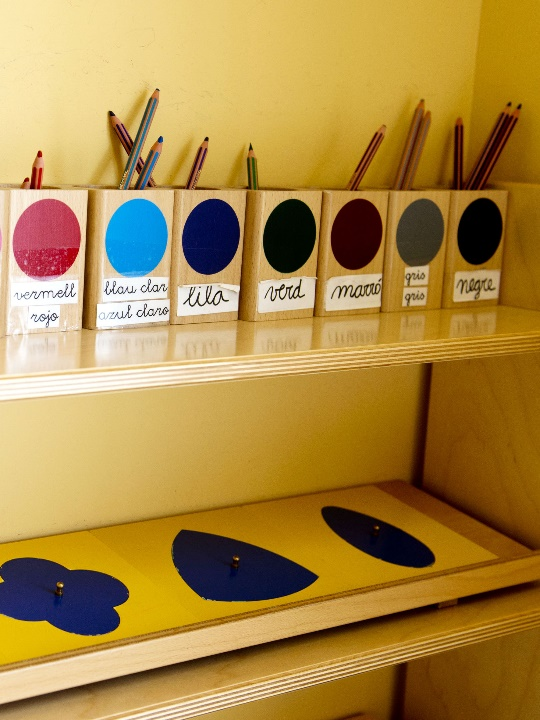 vermell
rojo
blau clar
azul claro
lila
verd
marró
gris
gris
negre